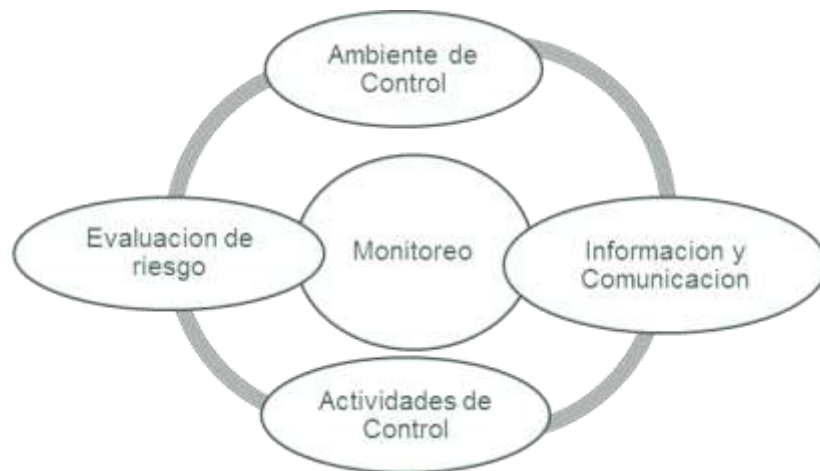 Ambiente de
Control
Evaluacion de
riesgo
Monitoreo
Informacion y
Comunicacion
Actividades de
Control